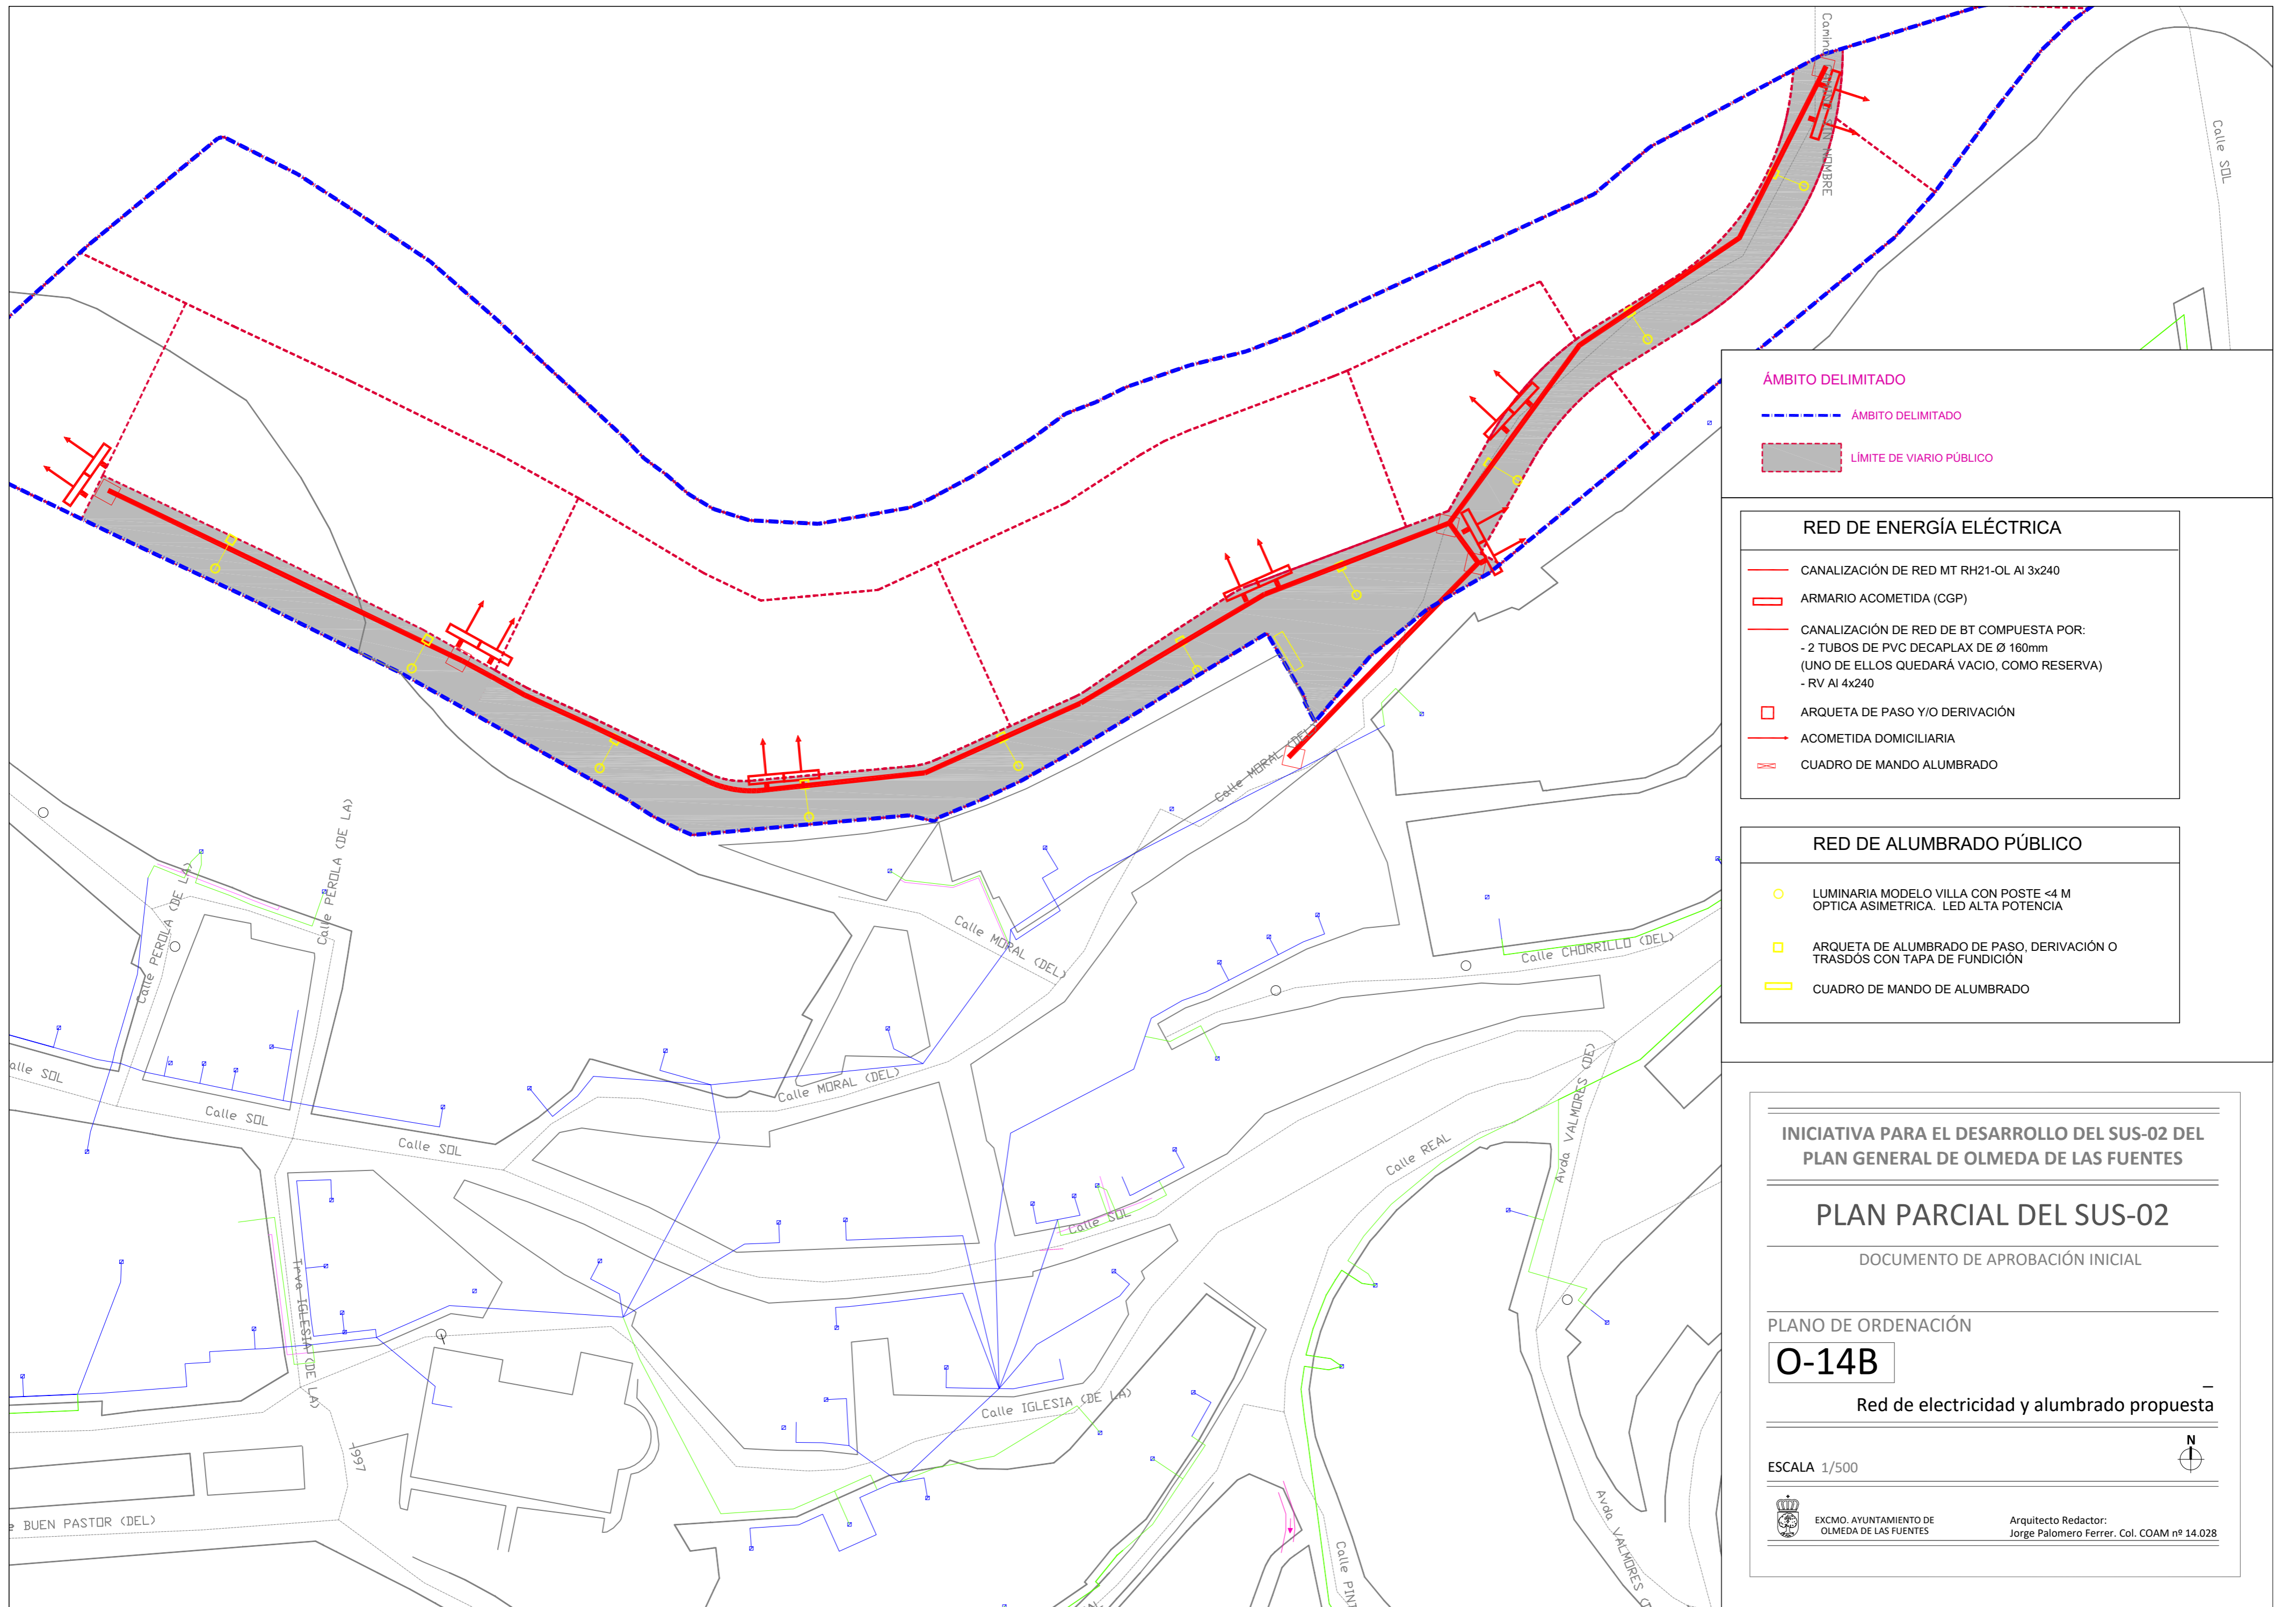 Camino
CAMINO SIN NOMBRE
Calle SOL
ÁMBITO DELIMITADO
ÁMBITO DELIMITADO
LÍMITE DE VIARIO PÚBLICO
RED DE ENERGÍA ELÉCTRICA
CANALIZACIÓN DE RED MT RH21-OL Al 3x240
ARMARIO ACOMETIDA (CGP)
CANALIZACIÓN DE RED DE BT COMPUESTA POR:
- 2 TUBOS DE PVC DECAPLAX DE Ø 160mm
(UNO DE ELLOS QUEDARÁ VACIO, COMO RESERVA)
- RV Al 4x240
ARQUETA DE PASO Y/O DERIVACIÓN
ACOMETIDA DOMICILIARIA
CUADRO DE MANDO ALUMBRADO
RED DE ALUMBRADO PÚBLICO
LUMINARIA MODELO VILLA CON POSTE <4 M
OPTICA ASIMETRICA. LED ALTA POTENCIA
ARQUETA DE ALUMBRADO DE PASO, DERIVACIÓN O
TRASDÓS CON TAPA DE FUNDICIÓN
CUADRO DE MANDO DE ALUMBRADO
Calle MORAL (DEL)
Calle PEROLA (DE LA)
Calle PEROLA (DE LA)
Calle MORAL (DEL)
Calle CHORRILLO (DEL)
alle SOL
Calle SOL
Calle SOL
Calle MORAL (DEL)
Calle REAL
Avda VALMORES (DE)
Calle SOL
Trva IGLESIA (DE LA)
Calle IGLESIA (DE LA)
-1997
e BUEN PASTOR (DEL)
Calle PINT
Avda VALMORES (D
INICIATIVA PARA EL DESARROLLO DEL SUS-02 DEL
PLAN GENERAL DE OLMEDA DE LAS FUENTES
PLAN PARCIAL DEL SUS-02
DOCUMENTO DE APROBACIÓN INICIAL
PLANO DE ORDENACIÓN
O-14B
–
Red de electricidad y alumbrado propuesta
N
ESCALA 1/500
EXCMO. AYUNTAMIENTO DE
OLMEDA DE LAS FUENTES
Arquitecto Redactor:
Jorge Palomero Ferrer. Col. COAM nº 14.028